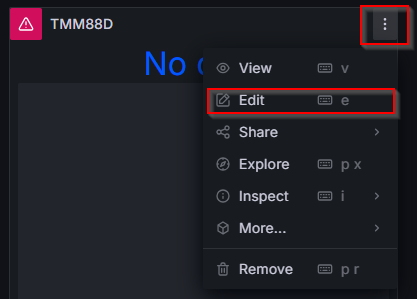 TMM88D
No
View v
Edit e
Share
Explore p x
Inspect i
More...
Remove p r